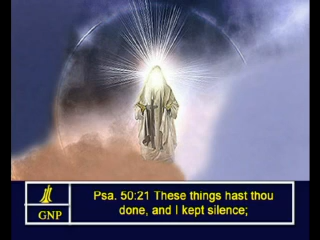 Psa. 50:21 These things hast thou
done, and I kept silence;
GNP